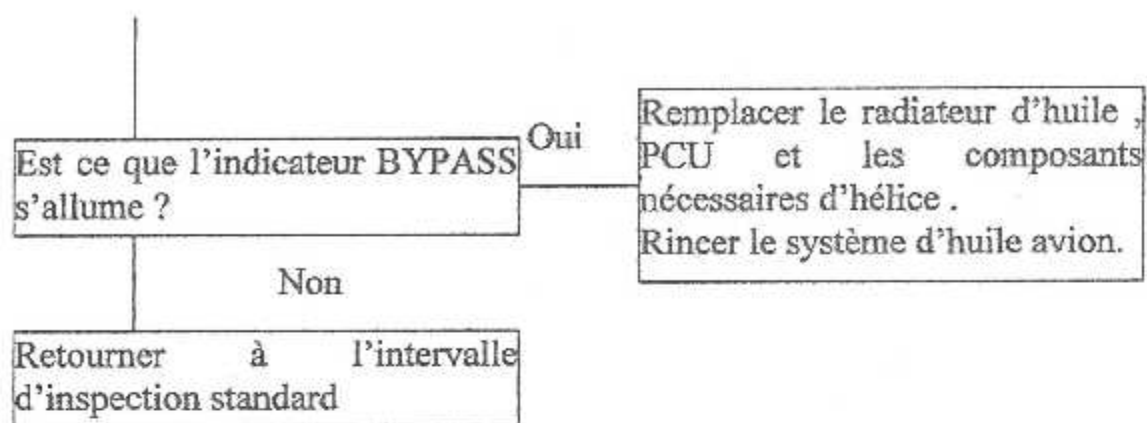 Est ce que l'indicateur BYPASS
s'allume ?
Oui
Remplacer le radiateur d'huile ,
PCU et les composants
nécessaires d'hélice .
Rincer le système d'huile avion.
Non
Retourner à l'intervalle
d'inspection standard